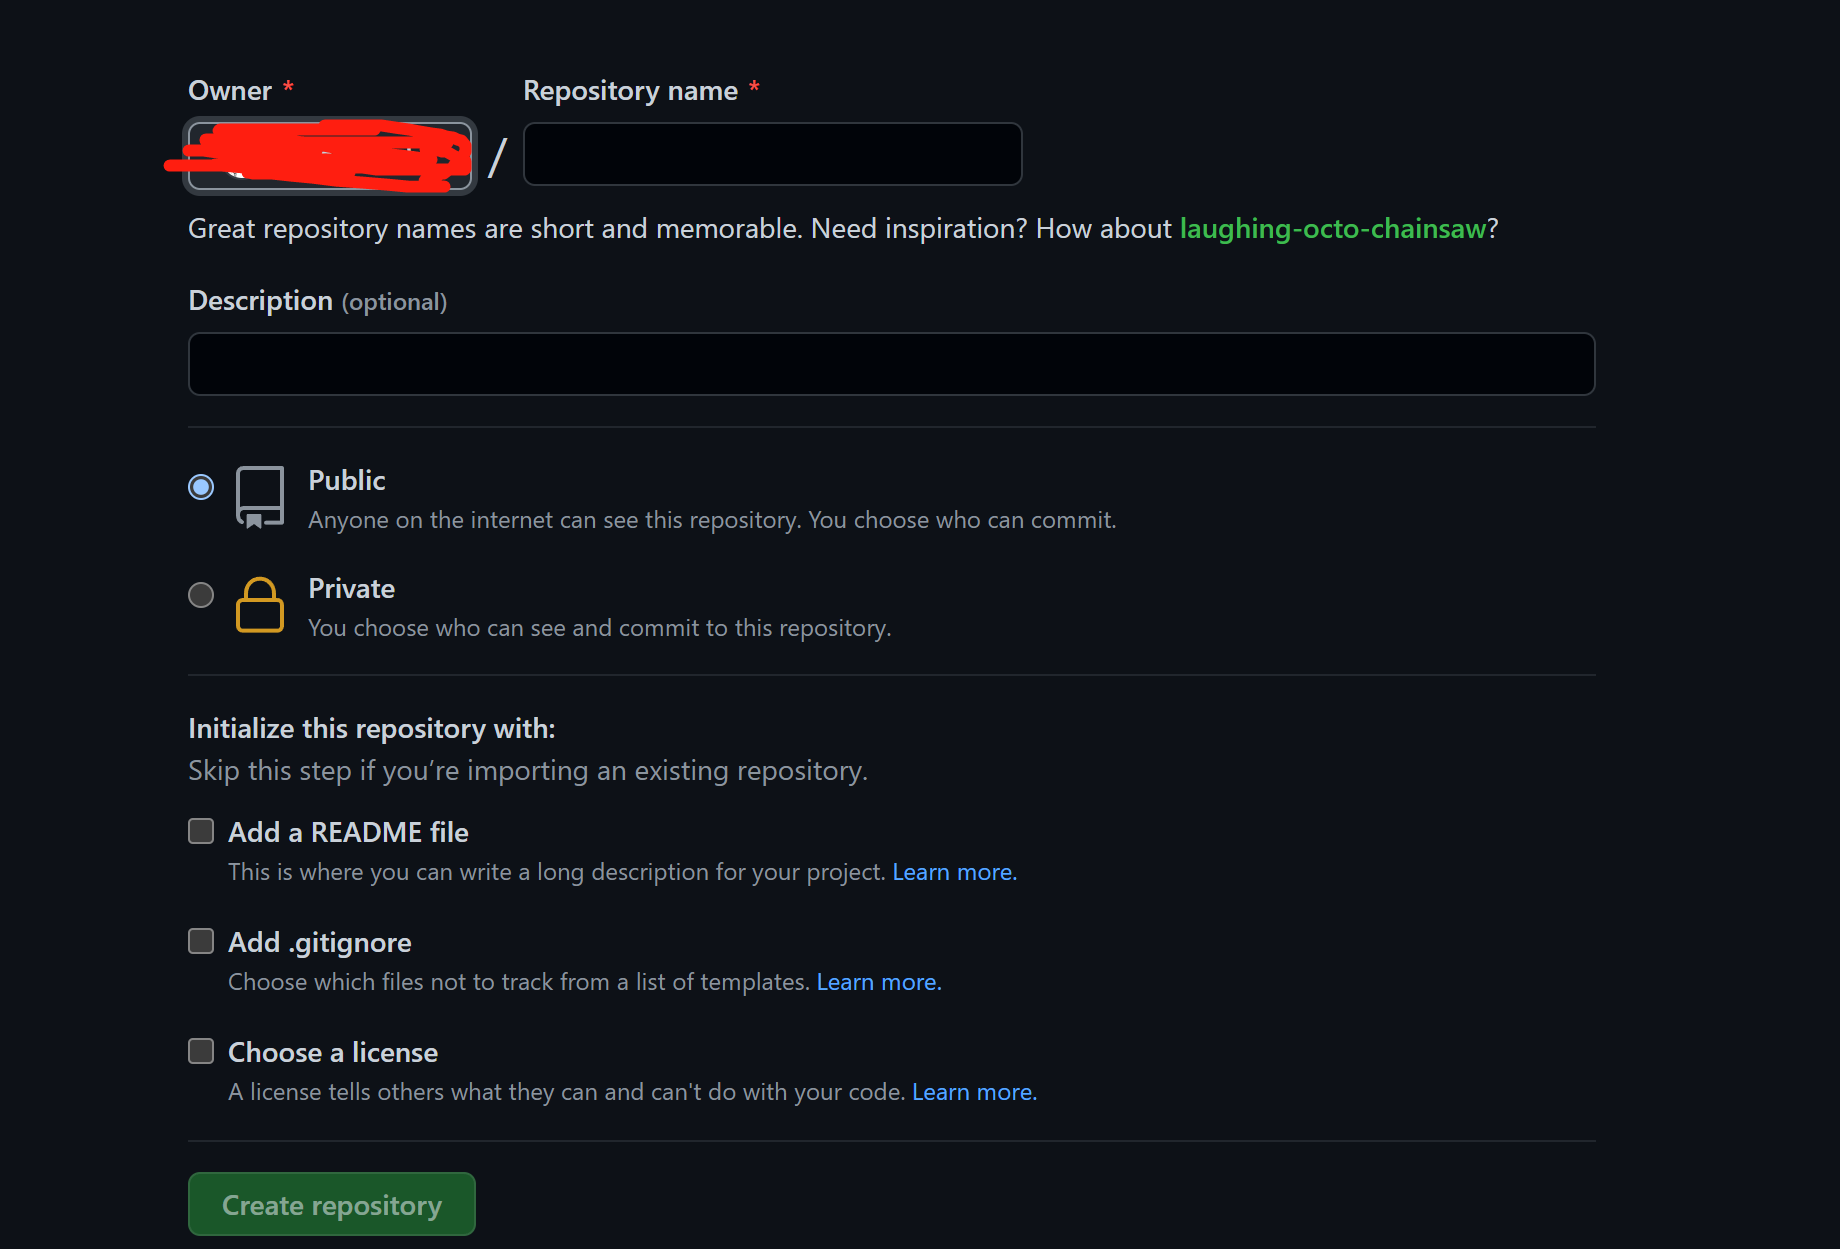 Owner * Repository name *
/
Great repository names are short and memorable. Need inspiration? How about laughing-octo-chainsaw?
Description (optional)
Public
Anyone on the internet can see this repository. You choose who can commit.
Private
You choose who can see and commit to this repository.
Initialize this repository with:
Skip this step if you’re importing an existing repository.
Add a README file
This is where you can write a long description for your project. Learn more.
Add .gitignore
Choose which files not to track from a list of templates. Learn more.
Choose a license
A license tells others what they can and can't do with your code. Learn more.
Create repository